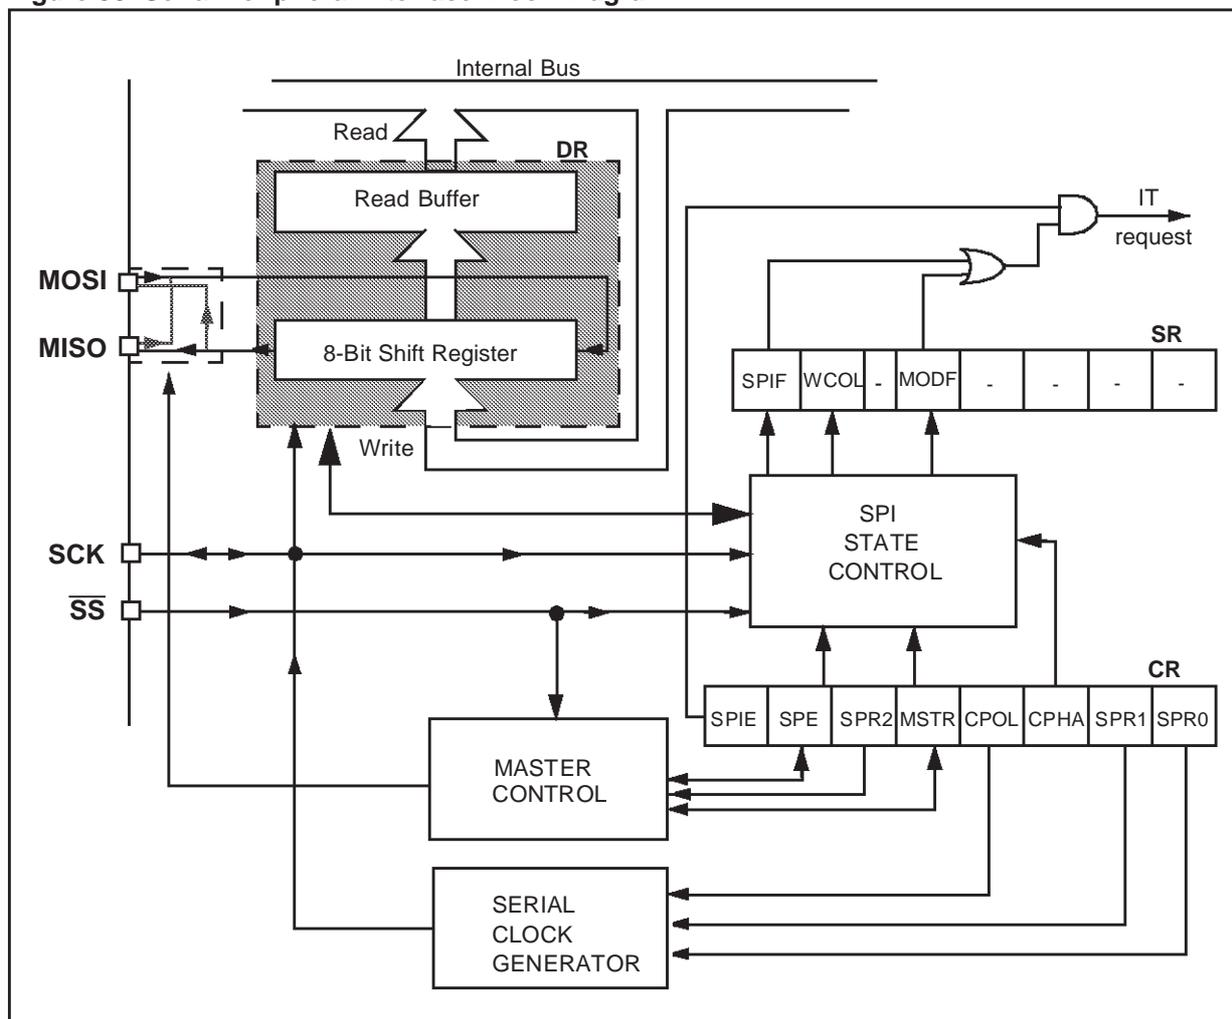 Internal Bus
Read
DR
Read Buffer
IT
request
MOSI
MISO
8-Bit Shift Register
SR
SPIF WCOL - MODF - - - -
Write
SPI
STATE
CONTROL
SCK
SS
CR
SPIE SPE SPR2 MSTR CPOL CPHA SPR1 SPR0
MASTER
CONTROL
SERIAL
CLOCK
GENERATOR